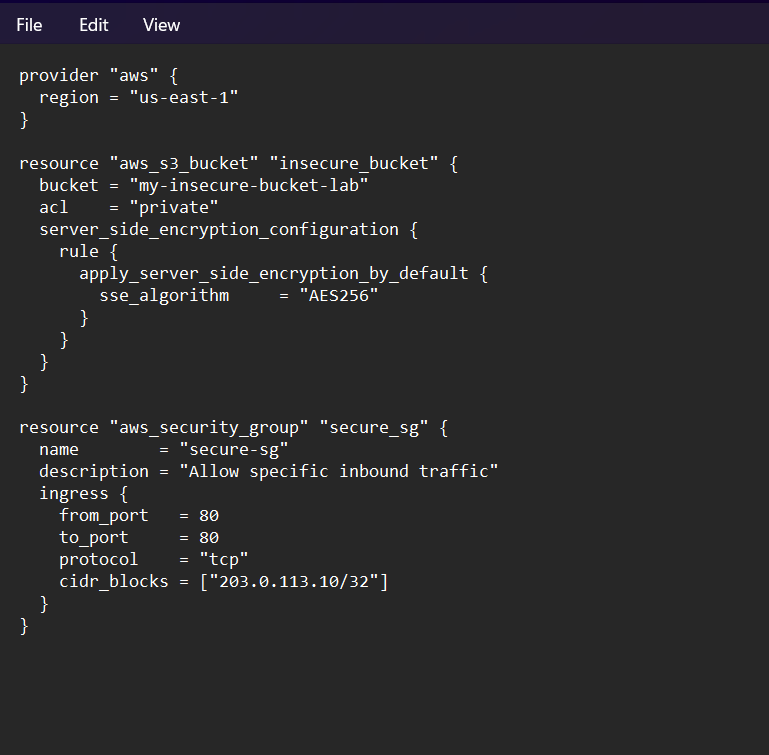 File Edit View
provider "aws" {
  region = "us-east-1"
}

resource "aws_s3_bucket" "insecure_bucket" {
  bucket = "my-insecure-bucket-lab"
  acl    = "private"
  server_side_encryption_configuration {
    rule {
      apply_server_side_encryption_by_default {
        sse_algorithm     = "AES256"
      }
    }
  }
}

resource "aws_security_group" "secure_sg" {
  name        = "secure-sg"
  description = "Allow specific inbound traffic"
  ingress {
    from_port   = 80
    to_port     = 80
    protocol    = "tcp"
    cidr_blocks = ["203.0.113.10/32"]
  }
}